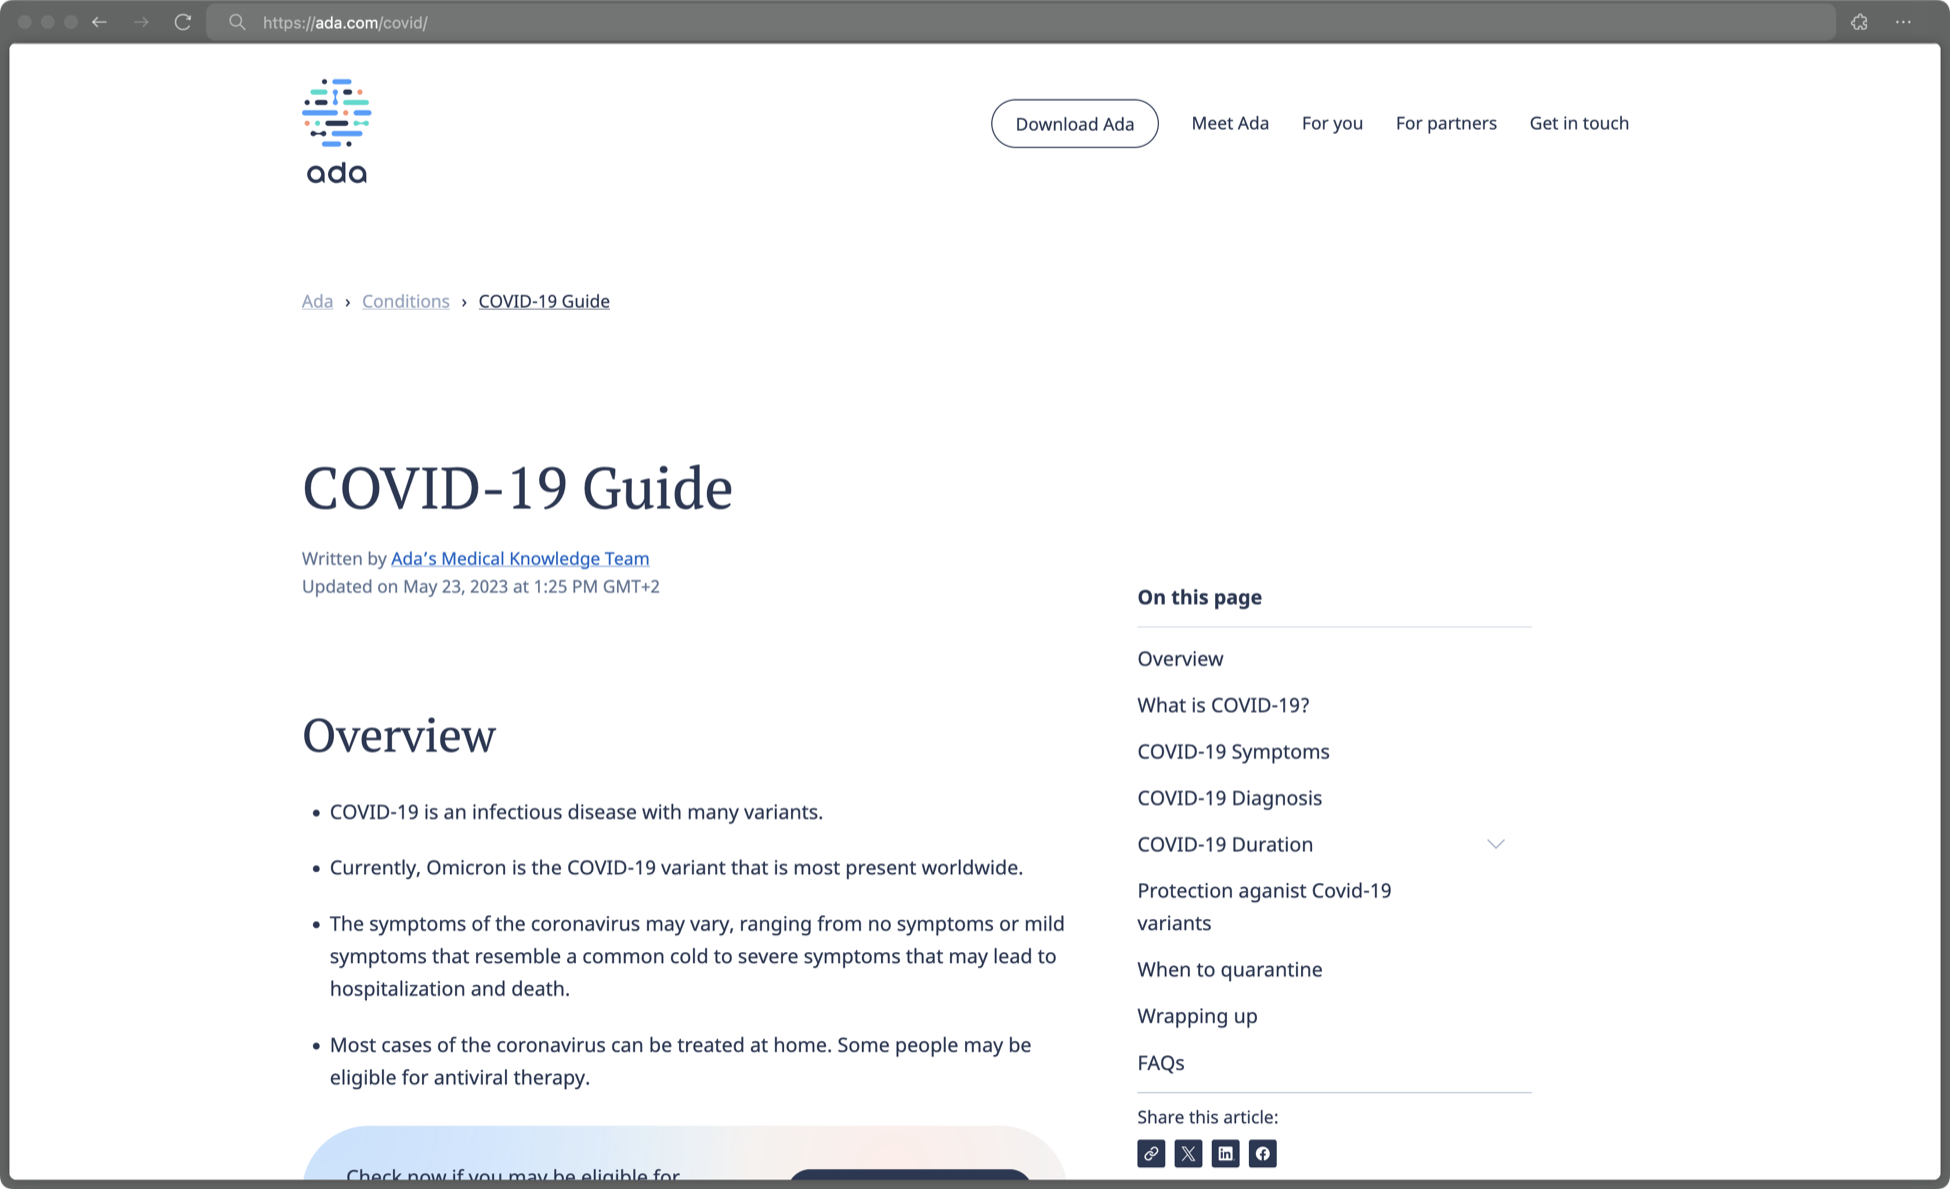 https://ada.com/covid/
ada
Download Ada
Meet Ada
For you
For partners
Get in touch
Ada › Conditions › COVID-19 Guide
COVID-19 Guide
Written by Ada’s Medical Knowledge Team
Updated on May 23, 2023 at 1:25 PM GMT+2
Overview
• COVID-19 is an infectious disease with many variants.
• Currently, Omicron is the COVID-19 variant that is most present worldwide.
• The symptoms of the coronavirus may vary, ranging from no symptoms or mild
symptoms that resemble a common cold to severe symptoms that may lead to
hospitalization and death.
• Most cases of the coronavirus can be treated at home. Some people may be
eligible for antiviral therapy.
Check now if you may be eligible for
On this page
Overview
What is COVID-19?
COVID-19 Symptoms
COVID-19 Diagnosis
COVID-19 Duration
Protection aganist Covid-19
variants
When to quarantine
Wrapping up
FAQs
Share this article: